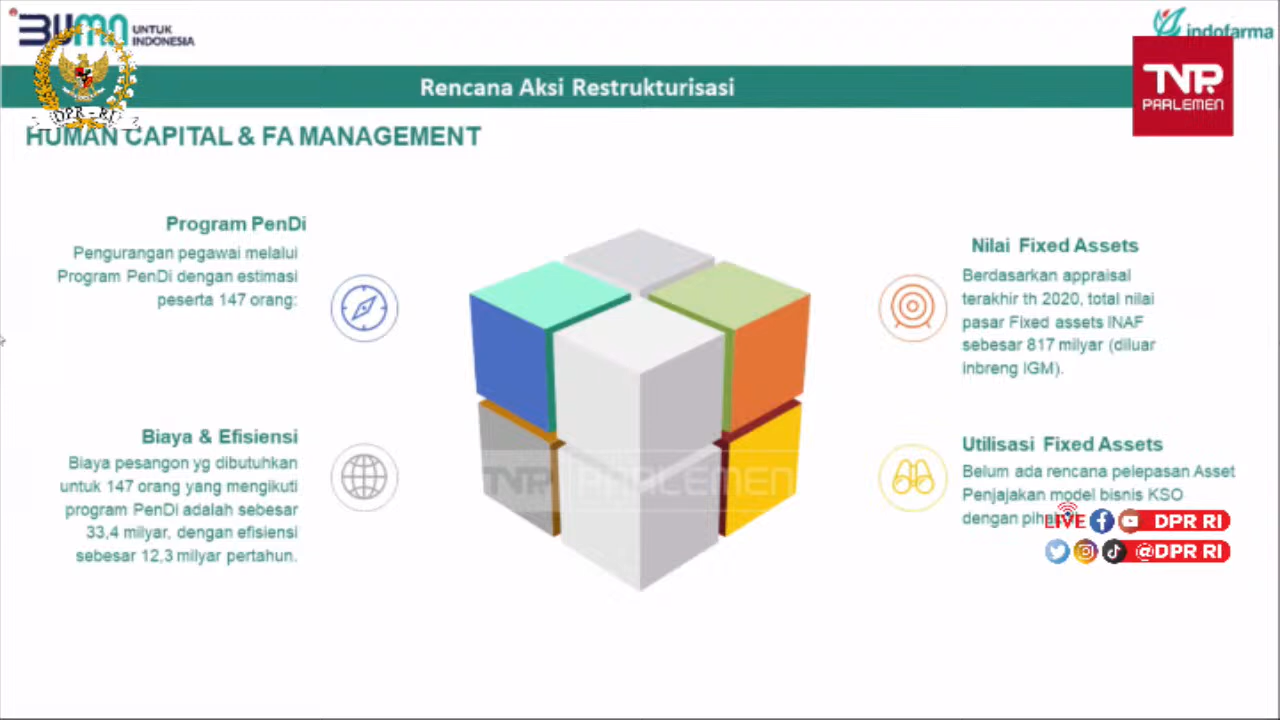 BUMN
UNTUK
INDONESIA
DPR - RI
indofarma
TVR
PARLEMEN
Rencana Aksi Restrukturisasi
HUMAN CAPITAL & FA MANAGEMENT
Program PenDi
Pengurangan pegawai melalui
Program PenDi dengan estimasi
peserta 147 orang:
Biaya & Efisiensi
Biaya pesangon yg dibutuhkan
untuk 147 orang yang mengikuti
program PenDi adalah sebesar
33,4 milyar, dengan efisiensi
sebesar 12,3 milyar pertahun.
TVR PARLEMEN
Nilai Fixed Assets
Berdasarkan appraisal
terakhir th 2020, total nilai
pasar Fixed assets INAF
sebesar 817 milyar (diluar
inbreng IGM).
Utilisasi Fixed Assets
Belum ada rencana pelepasan Asset
Penjajakan model bisnis KSO
dengan
LIVE DPR RI
@DPR RI